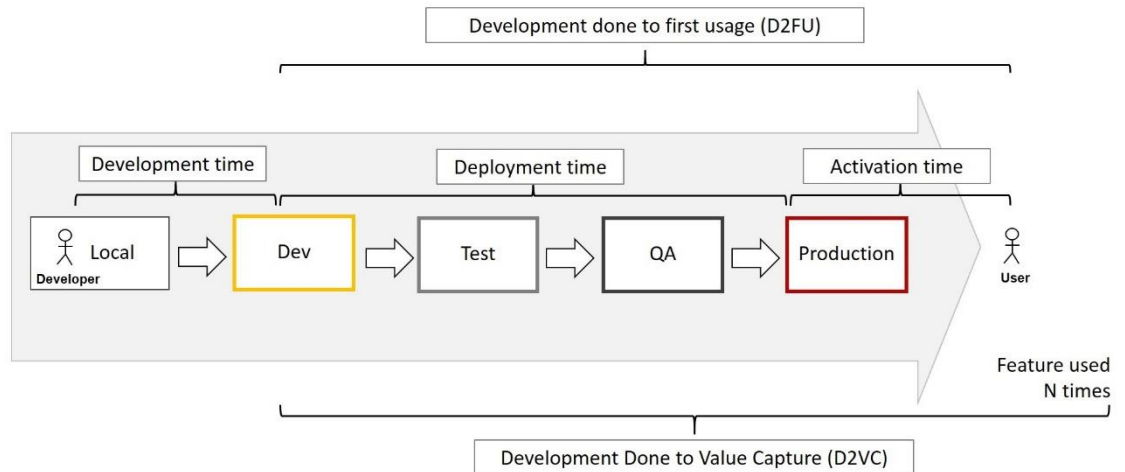 Development done to first usage (D2FU)
Development time
Deployment time
Activation time
Local
Developer
Dev
Test
QA
Production
User
Feature used
N times
Development Done to Value Capture (D2VC)